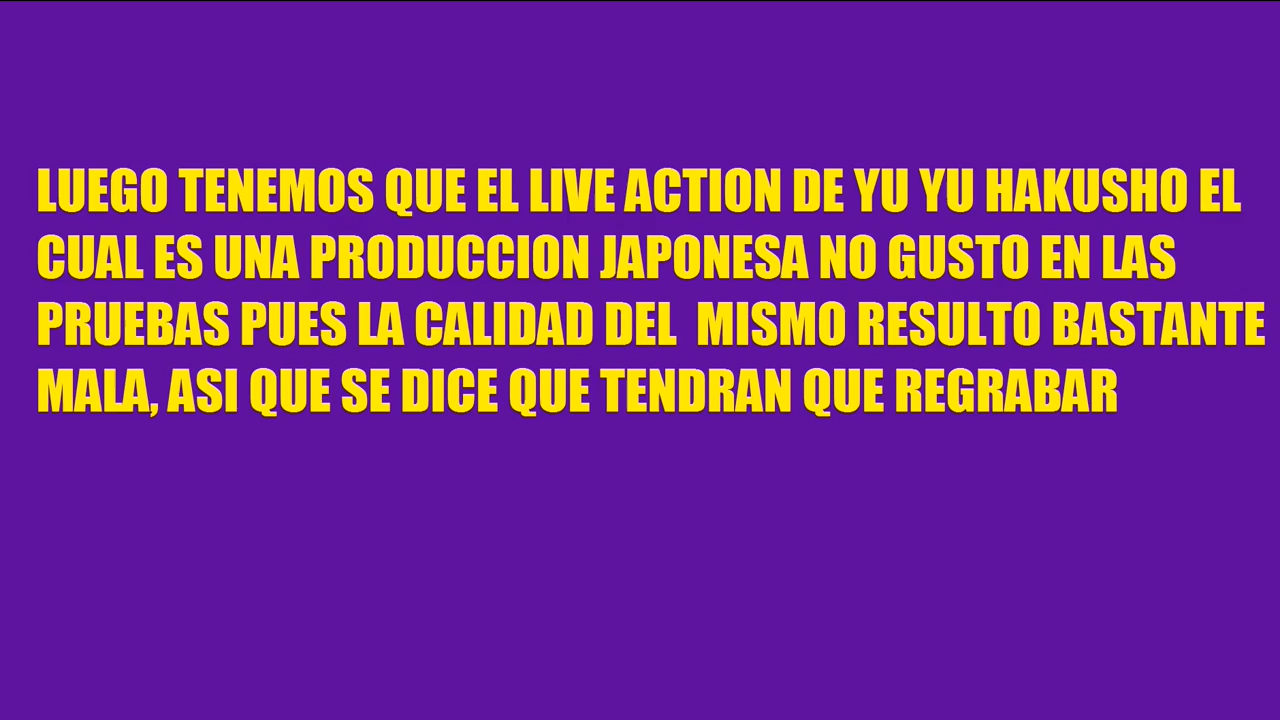 LUEGO TENEMOS QUE EL LIVE ACTION DE YU YU HAKUSHO EL
CUAL ES UNA PRODUCCION JAPONESA NO GUSTO EN LAS
PRUEBAS PUES LA CALIDAD DEL  MISMO RESULTO BASTANTE
MALA, ASI QUE SE DICE QUE TENDRAN QUE REGRABAR